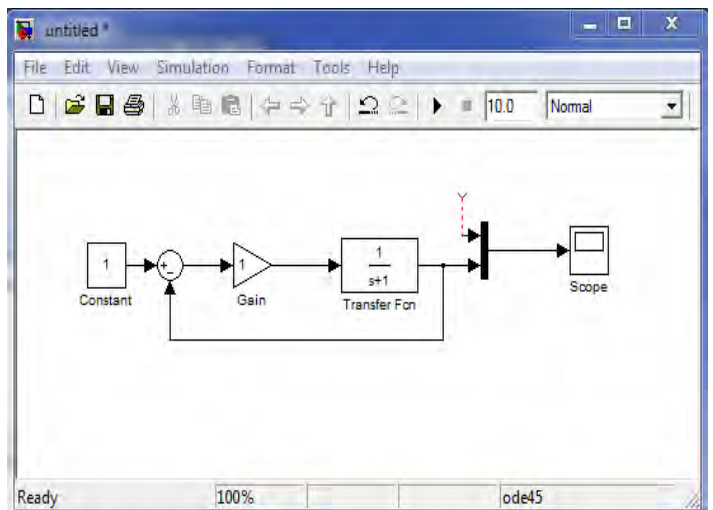 untitled *
File Edit View Simulation Format Tools Help
10.0 Normal
1
Constant
+
-
1
Gain
1
s+1
Transfer Fcn
Scope
Ready 100% ode45